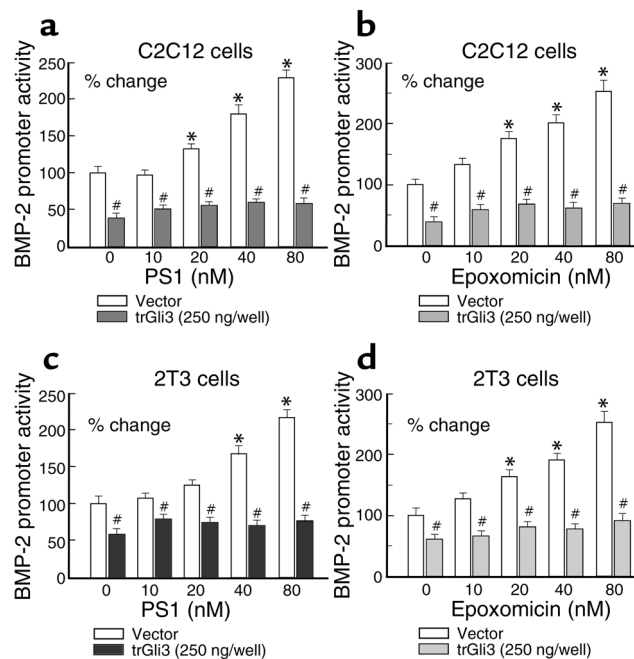 a
C2C12 cells
BMP-2 promoter activity
250
200
150
100
50
0
% change
* * *
# # # # #
0 10 20 40 80
PS1 (nM)
Vector
trGli3 (250 ng/well)
b
C2C12 cells
BMP-2 promoter activity
300
200
100
0
% change
* * *
# # # # #
0 10 20 40 80
Epoxomicin (nM)
Vector
trGli3 (250 ng/well)
c
2T3 cells
BMP-2 promoter activity
250
200
150
100
50
0
% change
* *
# # # # #
0 10 20 40 80
PS1 (nM)
Vector
trGli3 (250 ng/well)
d
2T3 cells
BMP-2 promoter activity
300
200
100
0
% change
* * *
# # # # #
0 10 20 40 80
Epoxomicin (nM)
Vector
trGli3 (250 ng/well)